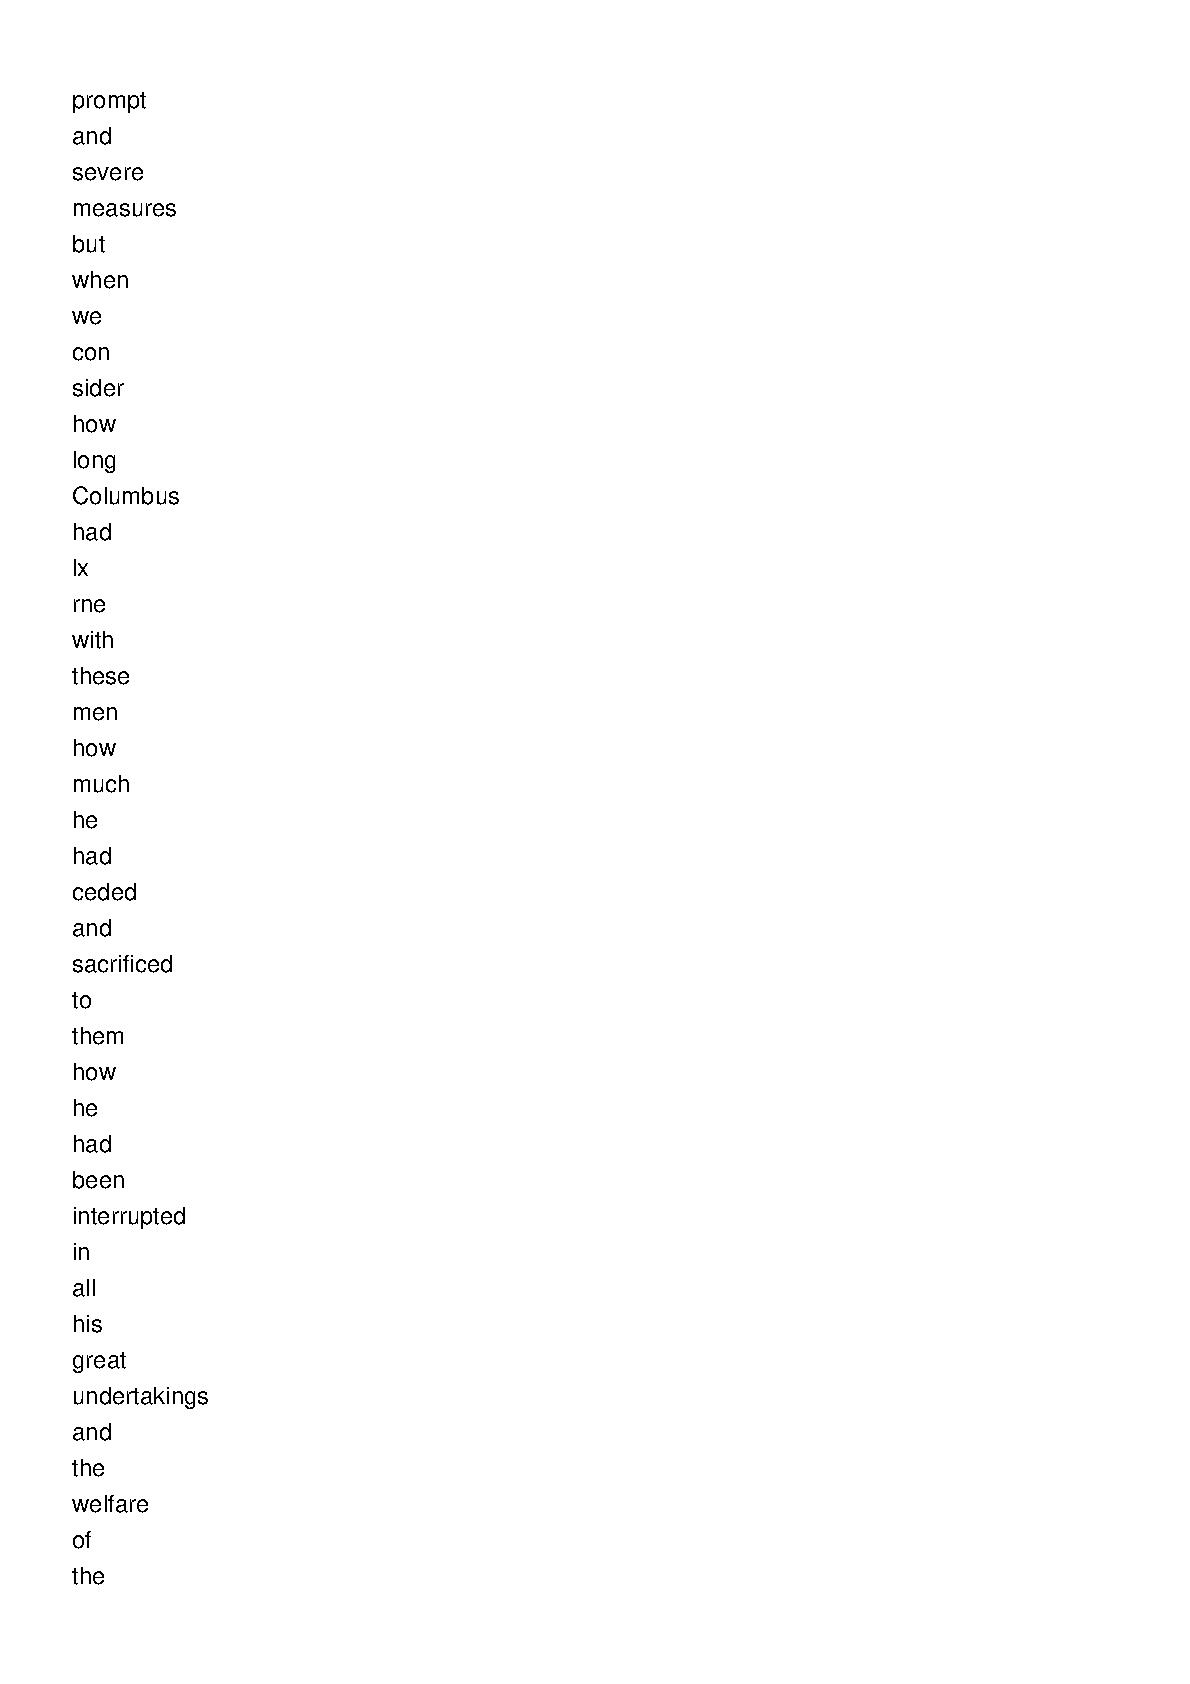 prompt
and
severe
measures
but
when
we
con
sider
how
long
Columbus
had
lx
rne
with
these
men
how
much
he
had
ceded
and
sacrificed
to
them
how
he
had
been
interrupted
in
all
his
great
undertakings
and
the
welfare
of
the